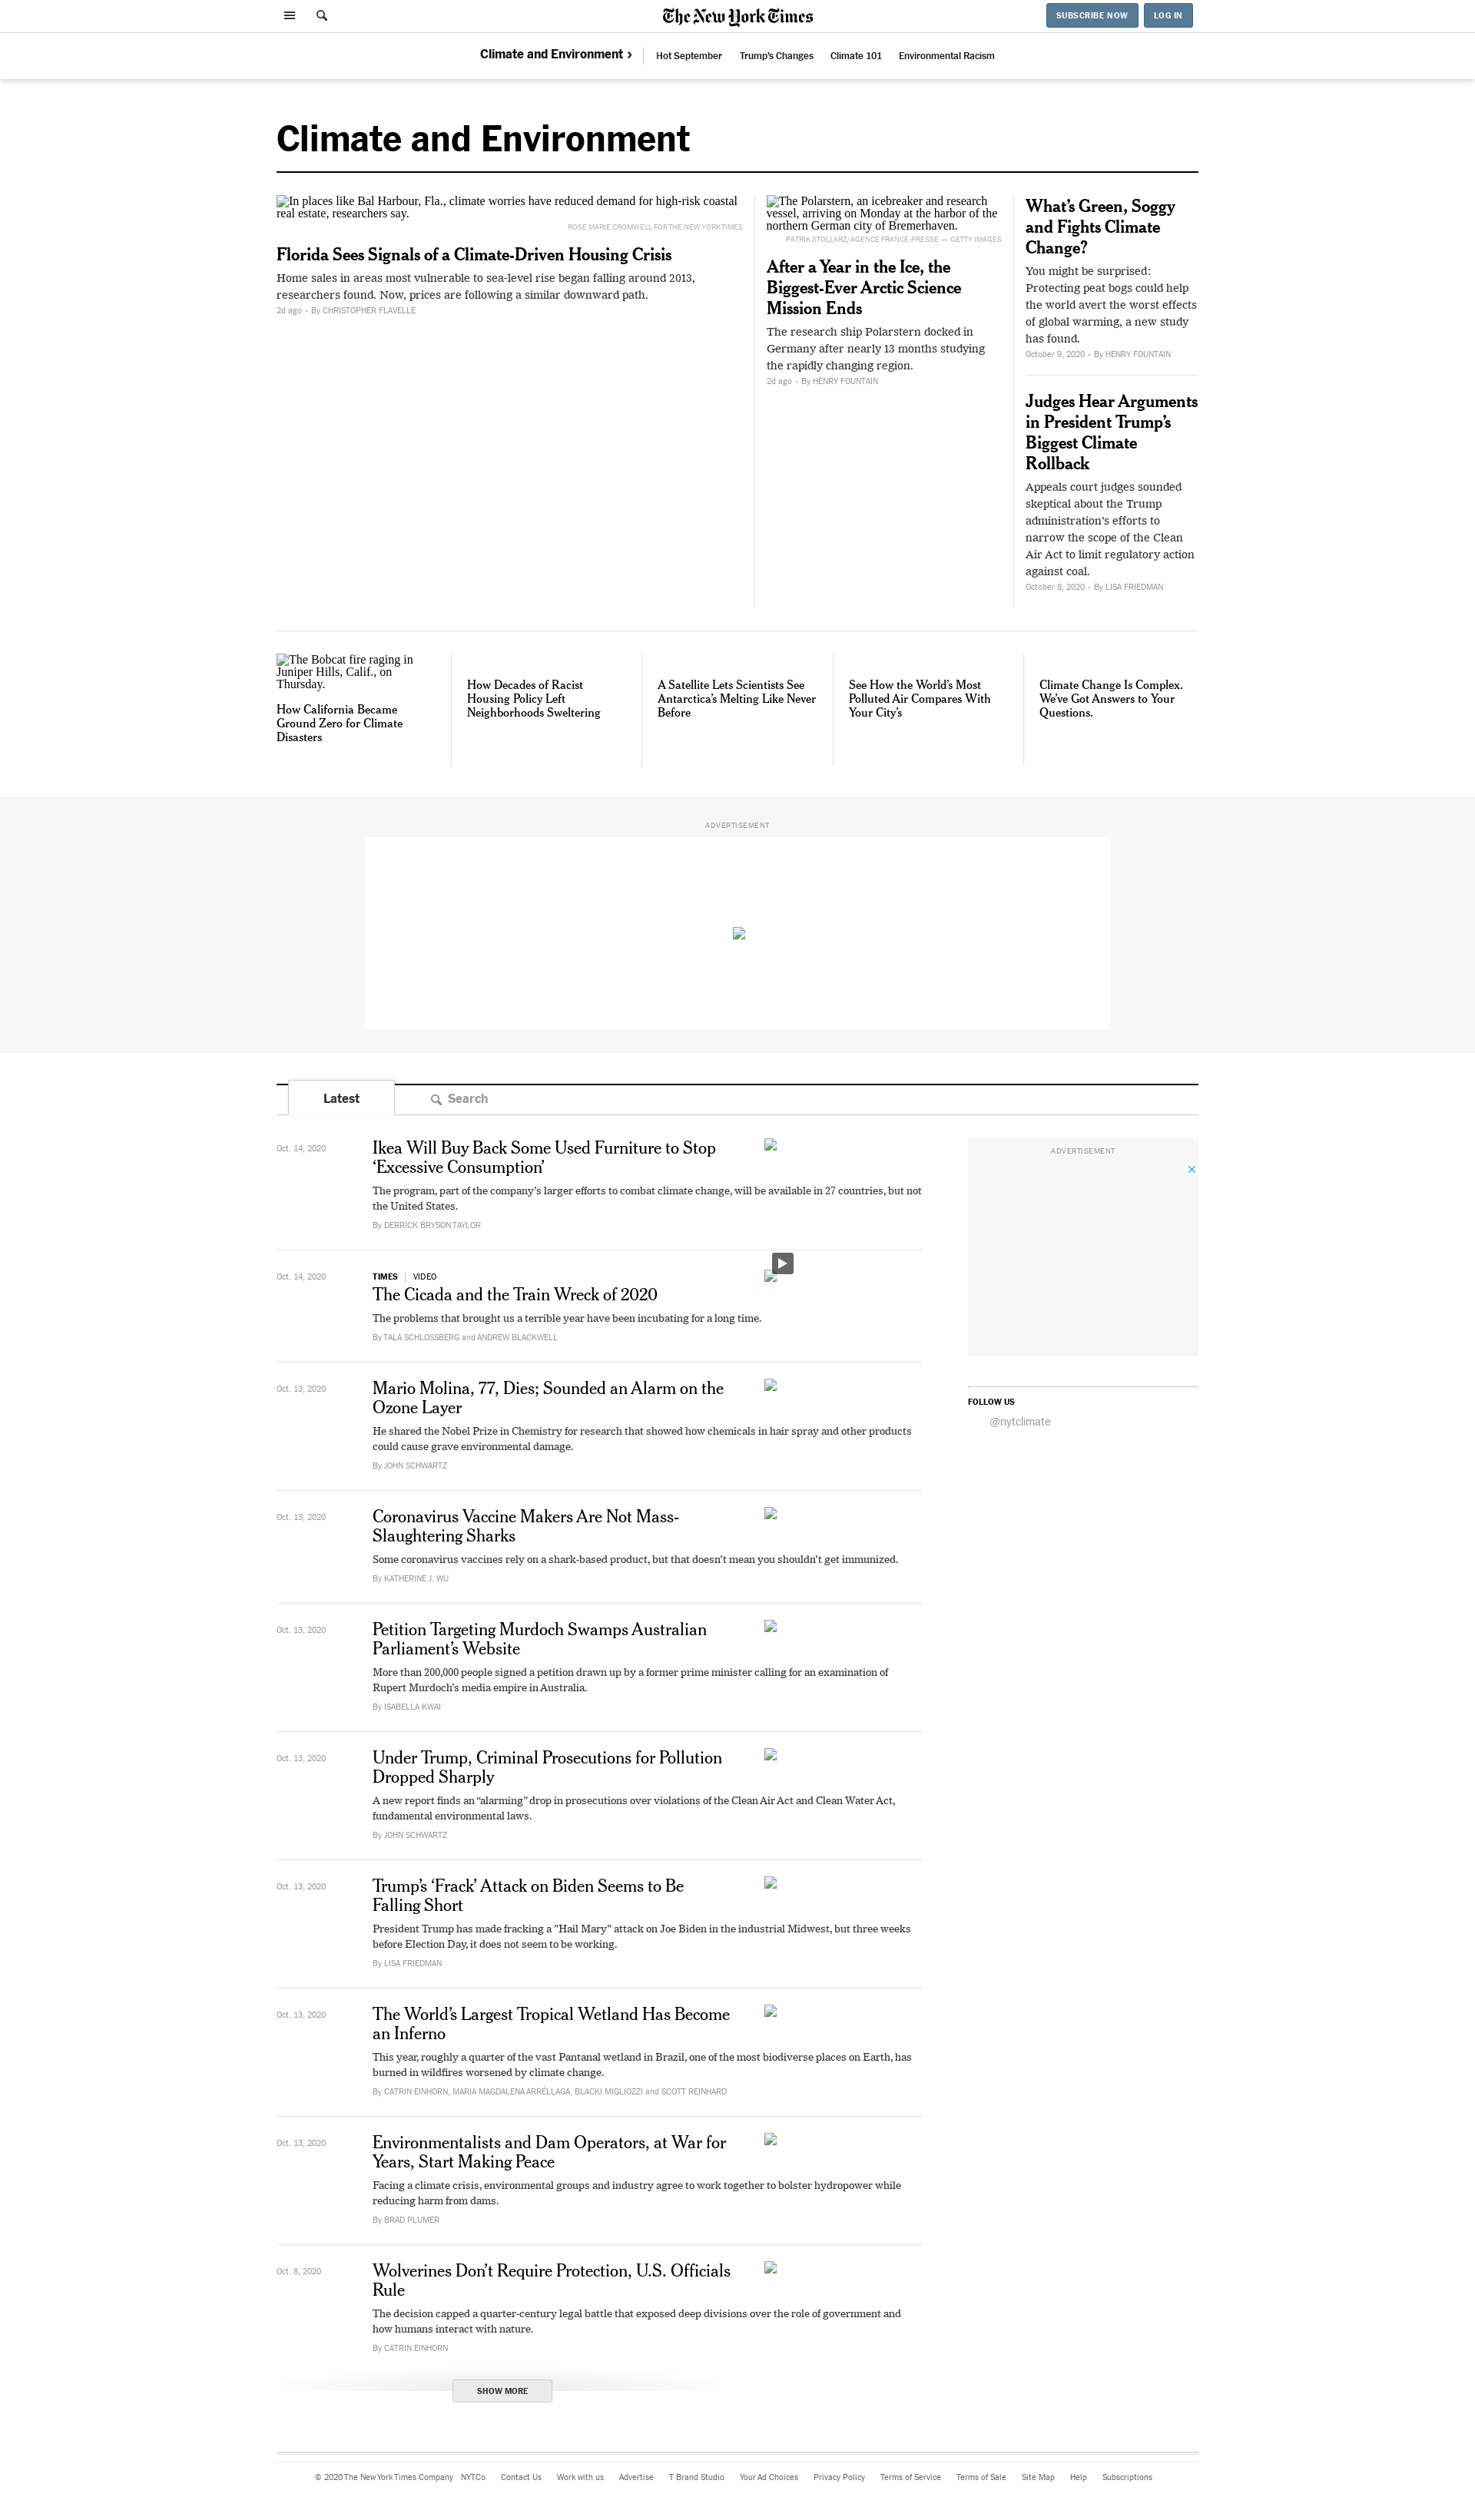 The New York Times
SUBSCRIBE NOW
LOG IN
Climate and Environment ›
Hot September
Trump's Changes
Climate 101
Environmental Racism
Climate and Environment
In places like Bal Harbour, Fla., climate worries have reduced demand for high-risk coastal
real estate, researchers say.
ROSE MARIE CROMWELL FOR THE NEW YORK TIMES
Florida Sees Signals of a Climate-Driven Housing Crisis
Home sales in areas most vulnerable to sea-level rise began falling around 2013,
researchers found. Now, prices are following a similar downward path.
2d ago • By CHRISTOPHER FLAVELLE
The Polarstern, an icebreaker and research
vessel, arriving on Monday at the harbor of the
northern German city of Bremerhaven.
PATRIK STOLLARZ/AGENCE FRANCE-PRESSE — GETTY IMAGES
After a Year in the Ice, the
Biggest-Ever Arctic Science
Mission Ends
The research ship Polarstern docked in
Germany after nearly 13 months studying
the rapidly changing region.
2d ago • By HENRY FOUNTAIN
What's Green, Soggy
and Fights Climate
Change?
You might be surprised:
Protecting peat bogs could help
the world avert the worst effects
of global warming, a new study
has found.
October 9, 2020 • By HENRY FOUNTAIN
Judges Hear Arguments
in President Trump's
Biggest Climate
Rollback
Appeals court judges sounded
skeptical about the Trump
administration's efforts to
narrow the scope of the Clean
Air Act to limit regulatory action
against coal.
October 8, 2020 • By LISA FRIEDMAN
The Bobcat fire raging in
Juniper Hills, Calif., on
Thursday.
How California Became
Ground Zero for Climate
Disasters
How Decades of Racist
Housing Policy Left
Neighborhoods Sweltering
A Satellite Lets Scientists See
Antarctica's Melting Like Never
Before
See How the World's Most
Polluted Air Compares With
Your City's
Climate Change Is Complex.
We've Got Answers to Your
Questions.
ADVERTISEMENT
Latest
Search
Oct. 14, 2020
Ikea Will Buy Back Some Used Furniture to Stop
'Excessive Consumption'
The program, part of the company's larger efforts to combat climate change, will be available in 27 countries, but not
the United States.
By DERRICK BRYSON TAYLOR
Oct. 14, 2020
TIMES | VIDEO
The Cicada and the Train Wreck of 2020
The problems that brought us a terrible year have been incubating for a long time.
By TALA SCHLOSSBERG and ANDREW BLACKWELL
Oct. 13, 2020
Mario Molina, 77, Dies; Sounded an Alarm on the
Ozone Layer
He shared the Nobel Prize in Chemistry for research that showed how chemicals in hair spray and other products
could cause grave environmental damage.
By JOHN SCHWARTZ
Oct. 13, 2020
Coronavirus Vaccine Makers Are Not Mass-
Slaughtering Sharks
Some coronavirus vaccines rely on a shark-based product, but that doesn't mean you shouldn't get immunized.
By KATHERINE J. WU
Oct. 13, 2020
Petition Targeting Murdoch Swamps Australian
Parliament's Website
More than 200,000 people signed a petition drawn up by a former prime minister calling for an examination of
Rupert Murdoch's media empire in Australia.
By ISABELLA KWAI
Oct. 13, 2020
Under Trump, Criminal Prosecutions for Pollution
Dropped Sharply
A new report finds an "alarming" drop in prosecutions over violations of the Clean Air Act and Clean Water Act,
fundamental environmental laws.
By JOHN SCHWARTZ
Oct. 13, 2020
Trump's 'Frack' Attack on Biden Seems to Be
Falling Short
President Trump has made fracking a "Hail Mary" attack on Joe Biden in the industrial Midwest, but three weeks
before Election Day, it does not seem to be working.
By LISA FRIEDMAN
Oct. 13, 2020
The World's Largest Tropical Wetland Has Become
an Inferno
This year, roughly a quarter of the vast Pantanal wetland in Brazil, one of the most biodiverse places on Earth, has
burned in wildfires worsened by climate change.
By CATRIN EINHORN, MARIA MAGDALENA ARRÉLLAGA, BLACKI MIGLIOZZI and SCOTT REINHARD
Oct. 13, 2020
Environmentalists and Dam Operators, at War for
Years, Start Making Peace
Facing a climate crisis, environmental groups and industry agree to work together to bolster hydropower while
reducing harm from dams.
By BRAD PLUMER
Oct. 8, 2020
Wolverines Don't Require Protection, U.S. Officials
Rule
The decision capped a quarter-century legal battle that exposed deep divisions over the role of government and
how humans interact with nature.
By CATRIN EINHORN
SHOW MORE
ADVERTISEMENT
FOLLOW US
@nytclimate
© 2020 The New York Times Company
NYTCo
Contact Us
Work with us
Advertise
T Brand Studio
Your Ad Choices
Privacy Policy
Terms of Service
Terms of Sale
Site Map
Help
Subscriptions